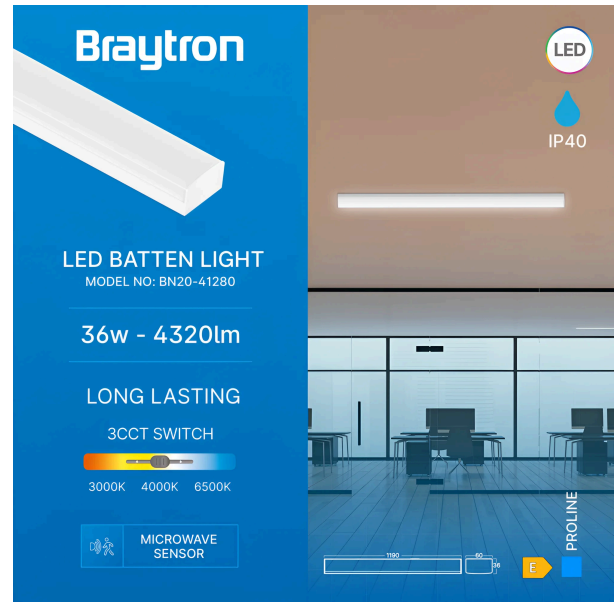 Braytron
LED BATTEN LIGHT
MODEL NO: BN20-41280
36w - 4320lm
LONG LASTING
3CCT SWITCH
3000K 4000K 6500K
MICROWAVE
SENSOR
LED
IP40
PROLINE
1190
60
36
E